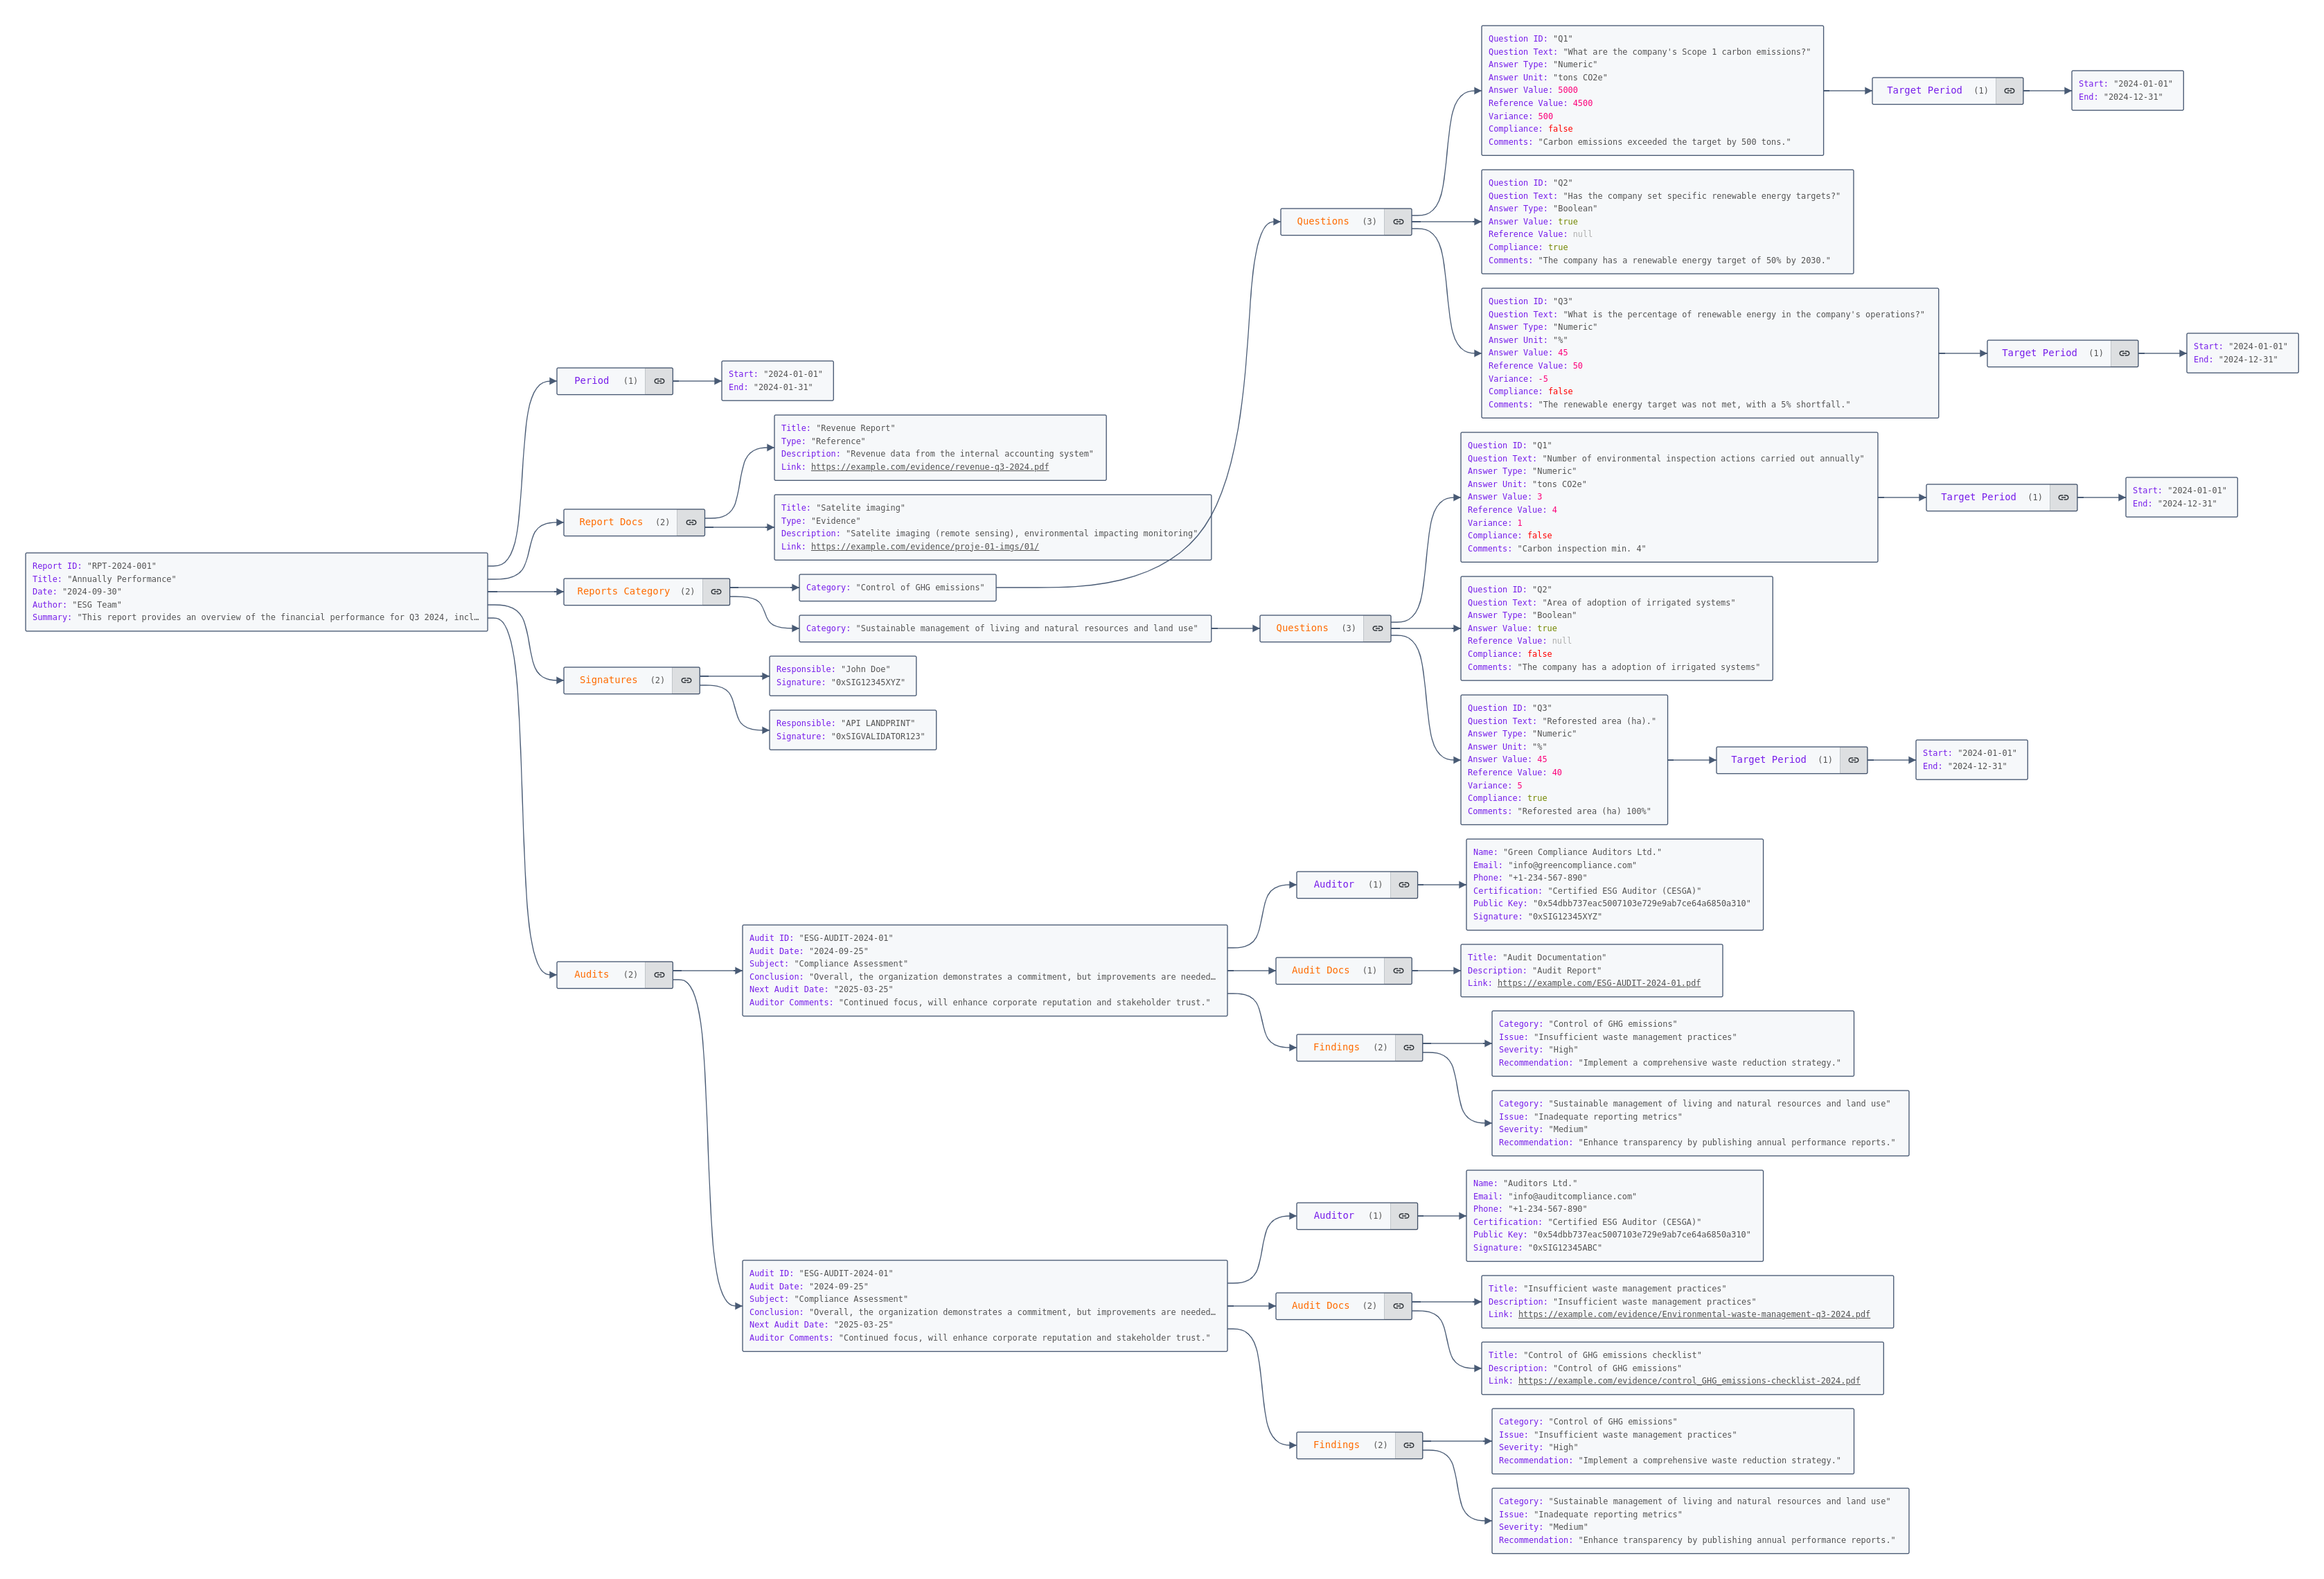 Report ID: "RPT-2024-001"
Title: "Annually Performance"
Date: "2024-09-30"
Author: "ESG Team"
Summary: "This report provides an overview of the financial performance for Q3 2024, incl…
Period (1)
Start: "2024-01-01"
End: "2024-01-31"
Report Docs (2)
Title: "Revenue Report"
Type: "Reference"
Description: "Revenue data from the internal accounting system"
Link: https://example.com/evidence/revenue-q3-2024.pdf
Title: "Satelite imaging"
Type: "Evidence"
Description: "Satelite imaging (remote sensing), environmental impacting monitoring"
Link: https://example.com/evidence/proje-01-imgs/01/
Reports Category (2)
Category: "Control of GHG emissions"
Questions (3)
Question ID: "Q1"
Question Text: "What are the company's Scope 1 carbon emissions?"
Answer Type: "Numeric"
Answer Unit: "tons CO2e"
Answer Value: 5000
Reference Value: 4500
Variance: 500
Compliance: false
Comments: "Carbon emissions exceeded the target by 500 tons."
Target Period (1)
Start: "2024-01-01"
End: "2024-12-31"
Question ID: "Q2"
Question Text: "Has the company set specific renewable energy targets?"
Answer Type: "Boolean"
Answer Value: true
Reference Value: null
Compliance: true
Comments: "The company has a renewable energy target of 50% by 2030."
Question ID: "Q3"
Question Text: "What is the percentage of renewable energy in the company's operations?"
Answer Type: "Numeric"
Answer Unit: "%"
Answer Value: 45
Reference Value: 50
Variance: -5
Compliance: false
Comments: "The renewable energy target was not met, with a 5% shortfall."
Target Period (1)
Start: "2024-01-01"
End: "2024-12-31"
Category: "Sustainable management of living and natural resources and land use"
Questions (3)
Question ID: "Q1"
Question Text: "Number of environmental inspection actions carried out annually"
Answer Type: "Numeric"
Answer Unit: "tons CO2e"
Answer Value: 3
Reference Value: 4
Variance: 1
Compliance: false
Comments: "Carbon inspection min. 4"
Target Period (1)
Start: "2024-01-01"
End: "2024-12-31"
Question ID: "Q2"
Question Text: "Area of adoption of irrigated systems"
Answer Type: "Boolean"
Answer Value: true
Reference Value: null
Compliance: false
Comments: "The company has a adoption of irrigated systems"
Question ID: "Q3"
Question Text: "Reforested area (ha)."
Answer Type: "Numeric"
Answer Unit: "%"
Answer Value: 45
Reference Value: 40
Variance: 5
Compliance: true
Comments: "Reforested area (ha) 100%"
Target Period (1)
Start: "2024-01-01"
End: "2024-12-31"
Signatures (2)
Responsible: "John Doe"
Signature: "0xSIG12345XYZ"
Responsible: "API LANDPRINT"
Signature: "0xSIGVALIDATOR123"
Audits (2)
Audit ID: "ESG-AUDIT-2024-01"
Audit Date: "2024-09-25"
Subject: "Compliance Assessment"
Conclusion: "Overall, the organization demonstrates a commitment, but improvements are needed…
Next Audit Date: "2025-03-25"
Auditor Comments: "Continued focus, will enhance corporate reputation and stakeholder trust."
Auditor (1)
Name: "Green Compliance Auditors Ltd."
Email: "info@greencompliance.com"
Phone: "+1-234-567-890"
Certification: "Certified ESG Auditor (CESGA)"
Public Key: "0x54dbb737eac5007103e729e9ab7ce64a6850a310"
Signature: "0xSIG12345XYZ"
Audit Docs (1)
Title: "Audit Documentation"
Description: "Audit Report"
Link: https://example.com/ESG-AUDIT-2024-01.pdf
Findings (2)
Category: "Control of GHG emissions"
Issue: "Insufficient waste management practices"
Severity: "High"
Recommendation: "Implement a comprehensive waste reduction strategy."
Category: "Sustainable management of living and natural resources and land use"
Issue: "Inadequate reporting metrics"
Severity: "Medium"
Recommendation: "Enhance transparency by publishing annual performance reports."
Audit ID: "ESG-AUDIT-2024-01"
Audit Date: "2024-09-25"
Subject: "Compliance Assessment"
Conclusion: "Overall, the organization demonstrates a commitment, but improvements are needed…
Next Audit Date: "2025-03-25"
Auditor Comments: "Continued focus, will enhance corporate reputation and stakeholder trust."
Auditor (1)
Name: "Auditors Ltd."
Email: "info@auditcompliance.com"
Phone: "+1-234-567-890"
Certification: "Certified ESG Auditor (CESGA)"
Public Key: "0x54dbb737eac5007103e729e9ab7ce64a6850a310"
Signature: "0xSIG12345ABC"
Audit Docs (2)
Title: "Insufficient waste management practices"
Description: "Insufficient waste management practices"
Link: https://example.com/evidence/Environmental-waste-management-q3-2024.pdf
Title: "Control of GHG emissions checklist"
Description: "Control of GHG emissions"
Link: https://example.com/evidence/control_GHG_emissions-checklist-2024.pdf
Findings (2)
Category: "Control of GHG emissions"
Issue: "Insufficient waste management practices"
Severity: "High"
Recommendation: "Implement a comprehensive waste reduction strategy."
Category: "Sustainable management of living and natural resources and land use"
Issue: "Inadequate reporting metrics"
Severity: "Medium"
Recommendation: "Enhance transparency by publishing annual performance reports."